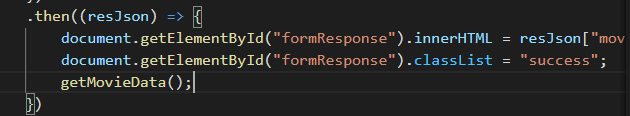 .then((resJson) => {
document.getElementById("formResponse").innerHTML = resJson["mov
document.getElementById("formResponse").classList = "success";
getMovieData();
})